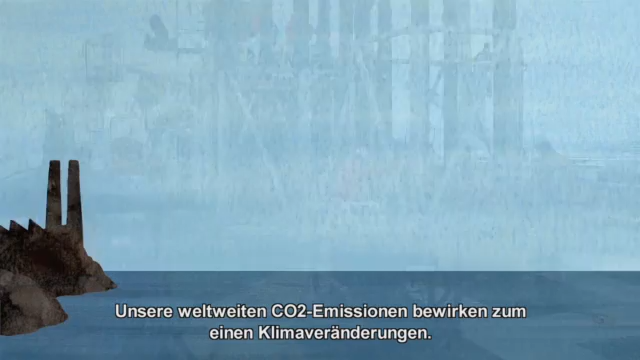 Unsere weltweiten CO2-Emissionen bewirken zum
einen Klimaveränderungen.